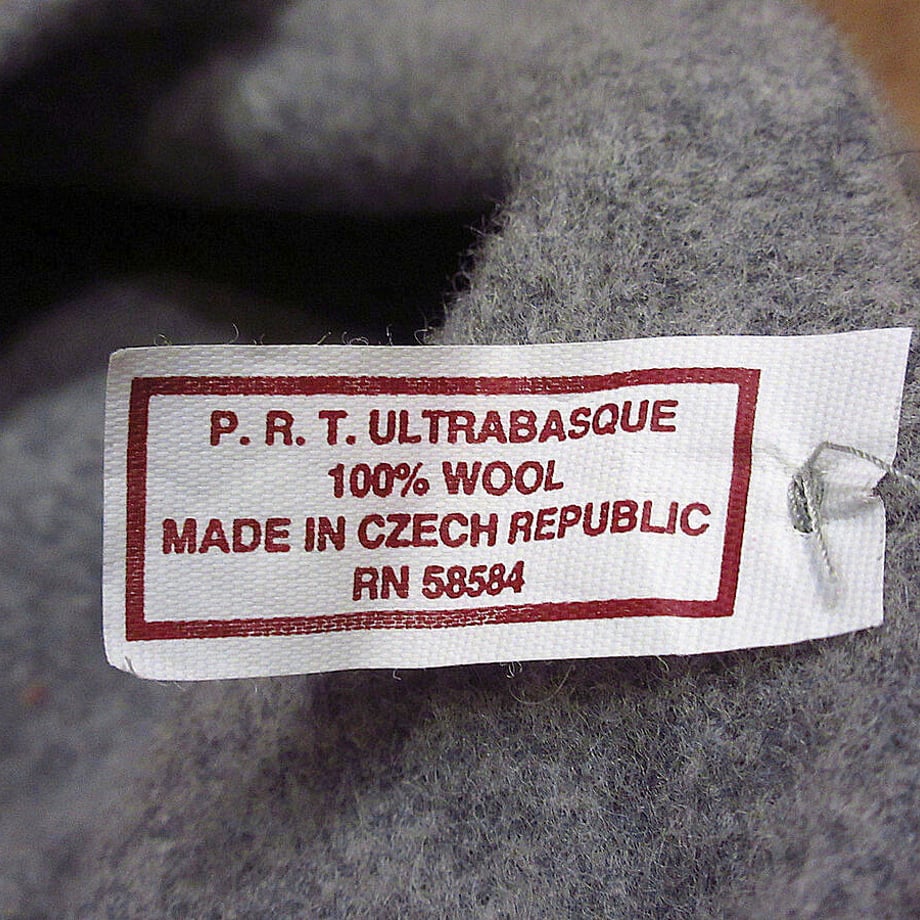 P. R. T. ULTRABASQUE
100% WOOL
MADE IN CZECH REPUBLIC
RN 58584